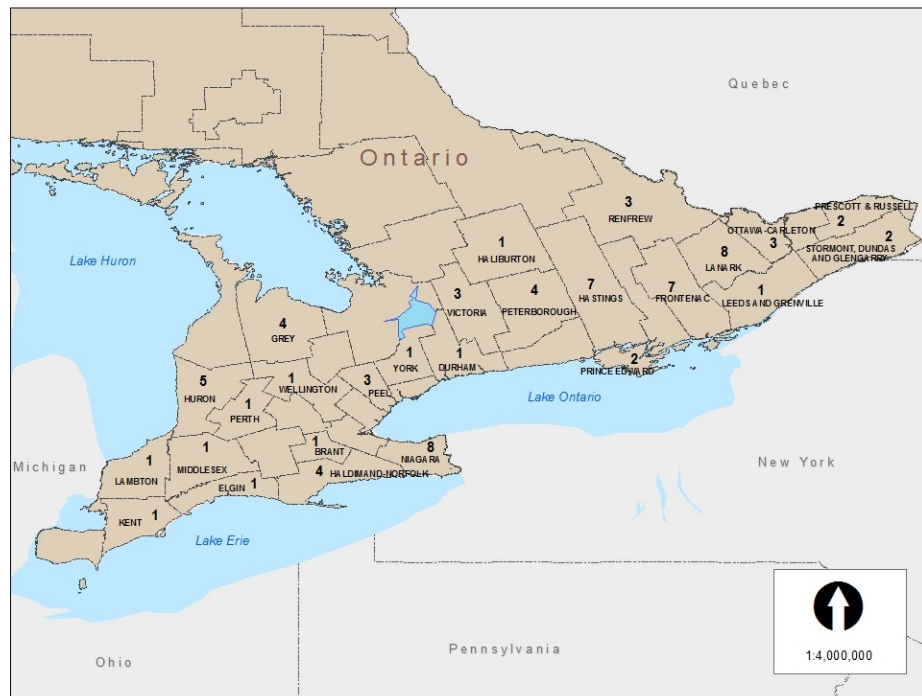 Quebec
Ontario
3
RENFREW
PRESCOTT & RUSSELL
2
OTTAWA-CARLETON
3
2
STORMONT, DUNDAS
AND GLENGARRY
1
HALIBURTON
8
LANARK
Lake Huron
3
VICTORIA
4
PETERBOROUGH
7
HASTINGS
7
FRONTENAC
1
LEEDS AND GRENVILLE
4
GREY
1
YORK
1
DURHAM
2
PRINCE EDWARD
5
HURON
1
WELLINGTON
3
PEEL
1
PERTH
Lake Ontario
1
BRANT
8
NIAGARA
1
MIDDLESEX
1
LAMBTON
Michigan
4
HALDIMAND-NORFOLK
ELGIN 1
New York
KENT 1
Lake Erie
Pennsylvania
Ohio
1:4,000,000